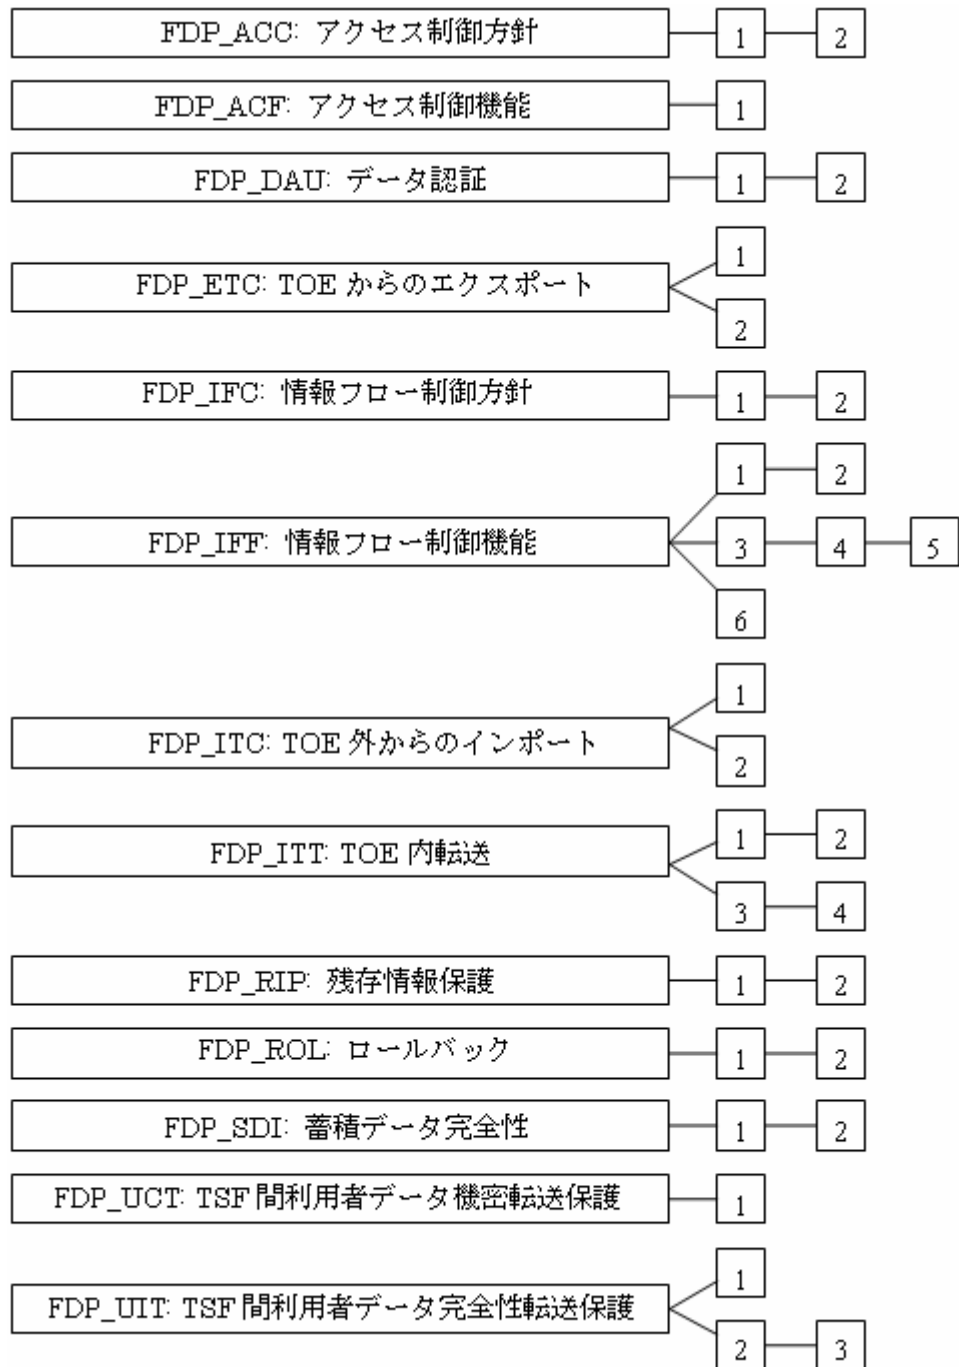 FDP_ACC: アクセス制御方針 1 2
FDP_ACF: アクセス制御機能 1
FDP_DAU: データ認証 1 2
1
FDP_ETC: TOE からのエクスポート
2
FDP_IFC: 情報フロー制御方針 1 2
1 2
FDP_IFF: 情報フロー制御機能 3 4 5
6
1
FDP_ITC: TOE 外からのインポート
2
1 2
FDP_ITT: TOE 内転送
3 4
FDP_RIP: 残存情報保護 1 2
FDP_ROL: ロールバック 1 2
FDP_SDI: 蓄積データ完全性 1 2
FDP_UCT: TSF 間利用者データ機密転送保護 1
1
FDP_UIT: TSF 間利用者データ完全性転送保護
2 3